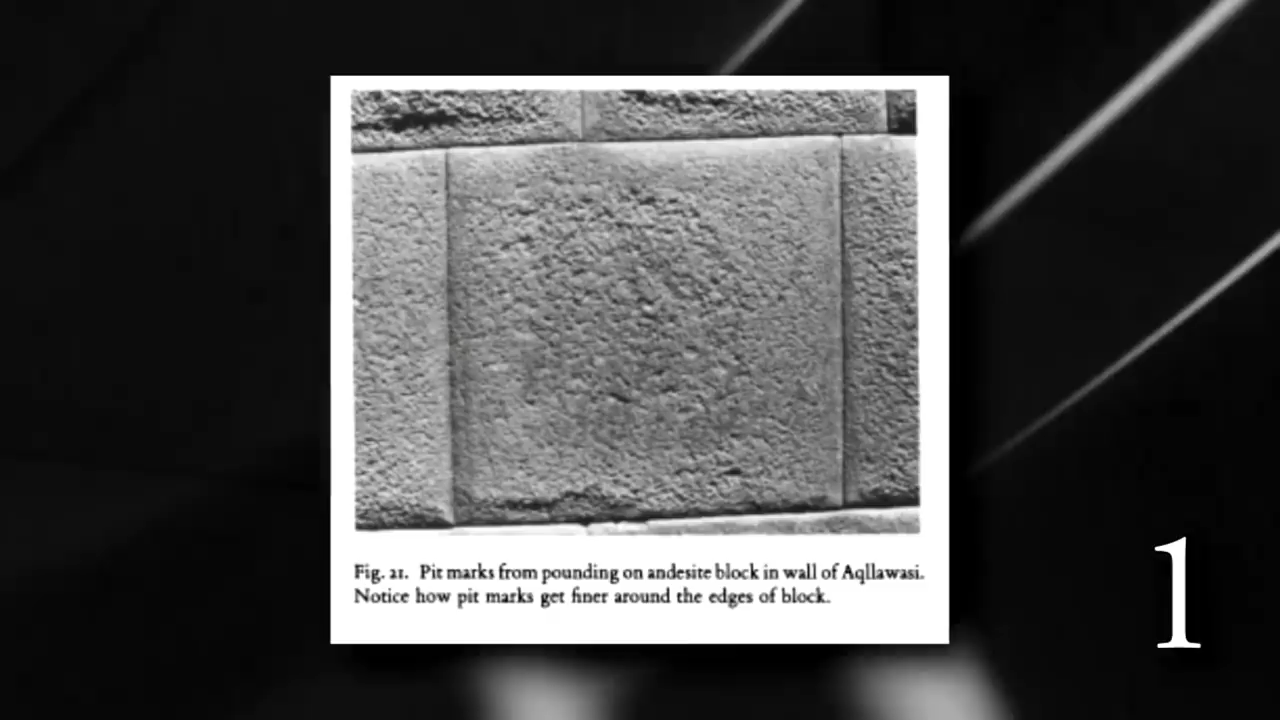 Fig. 21. Pit marks from pounding on andesite block in wall of Aqllawasi.
Notice how pit marks get finer around the edges of block.
1